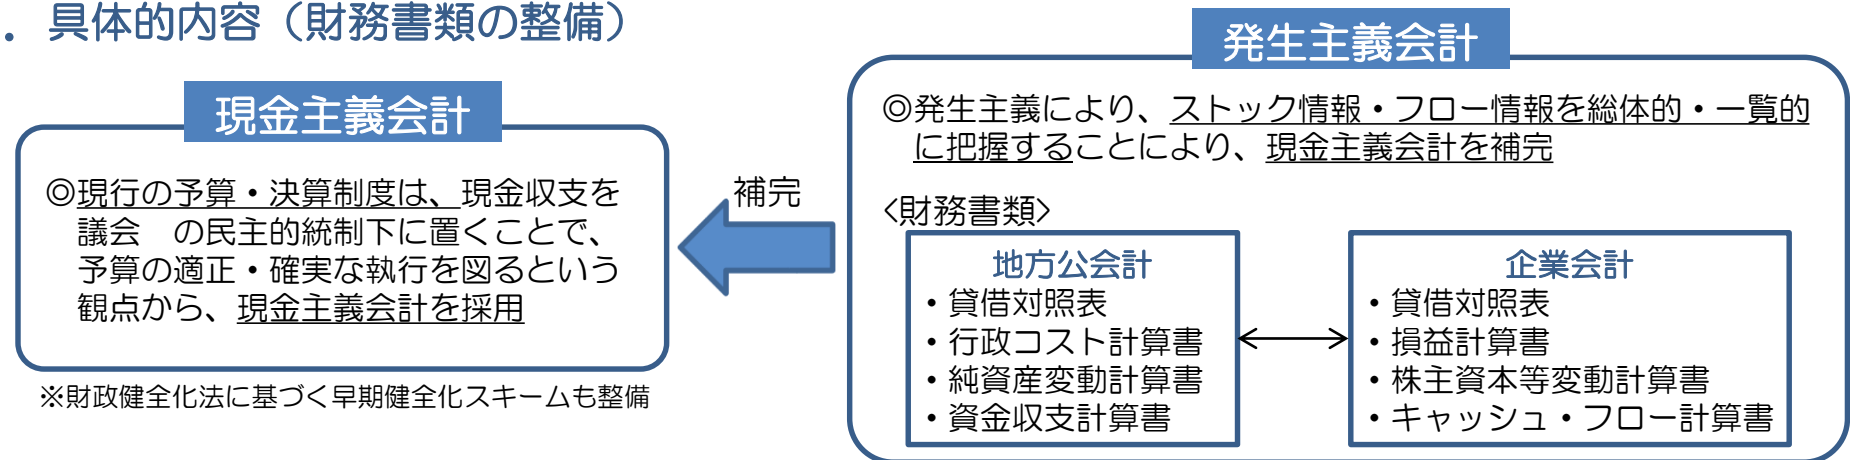 ．具体的内容（財務書類の整備）
現金主義会計
◎現行の予算・決算制度は、現金収支を
議会　の民主的統制下に置くことで、
予算の適正・確実な執行を図るという
観点から、現金主義会計を採用
※財政健全化法に基づく早期健全化スキームも整備
補完
発生主義会計
◎発生主義により、ストック情報・フロー情報を総体的・一覧的
に把握することにより、現金主義会計を補完
<財務書類>
地方公会計
・貸借対照表
・行政コスト計算書
・純資産変動計算書
・資金収支計算書
企業会計
・貸借対照表
・損益計算書
・株主資本等変動計算書
・キャッシュ・フロー計算書